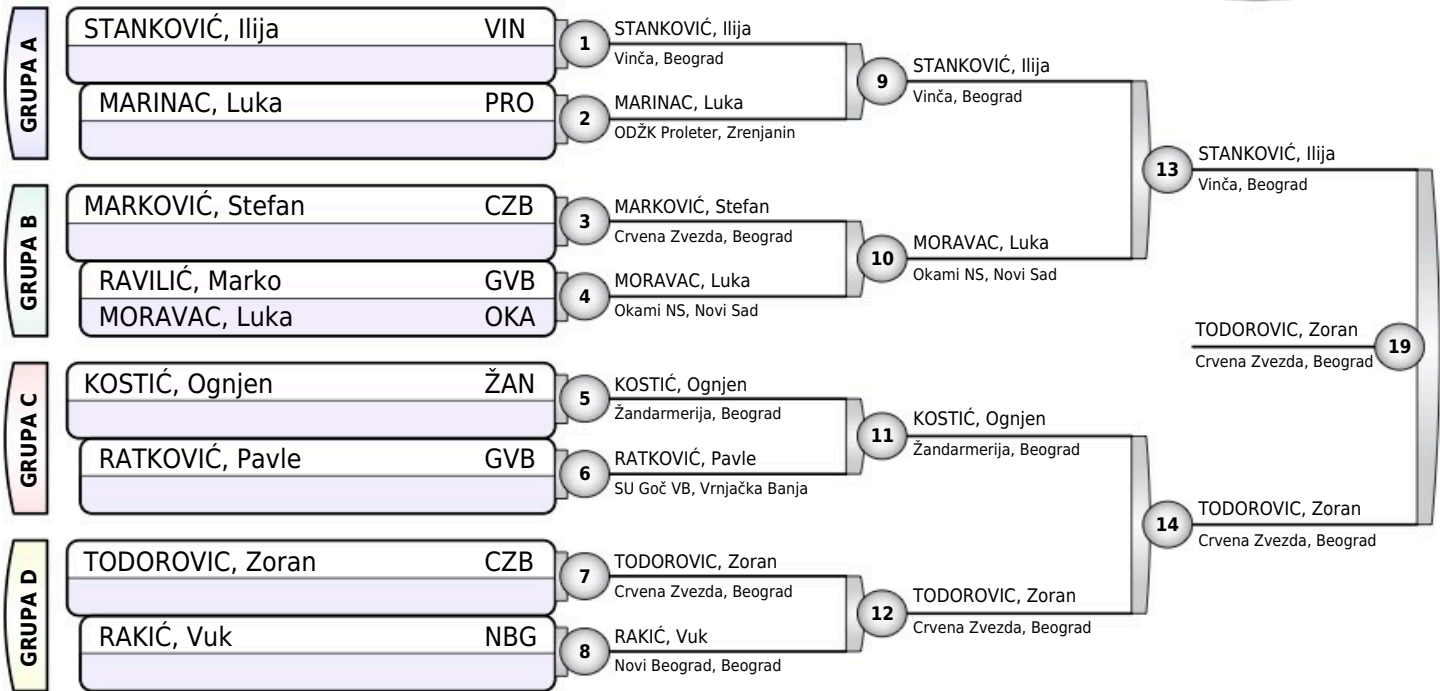 GRUPA A
STANKOVIĆ, Ilija VIN
MARINAC, Luka PRO
GRUPA B
MARKOVIĆ, Stefan CZB
RAVILIĆ, Marko GVB
MORAVAC, Luka OKA
GRUPA C
KOSTIĆ, Ognjen ŽAN
RATKOVIĆ, Pavle GVB
GRUPA D
TODOROVIC, Zoran CZB
RAKIĆ, Vuk NBG
1
STANKOVIĆ, Ilija
Vinča, Beograd
2
MARINAC, Luka
ODŽK Proleter, Zrenjanin
3
MARKOVIĆ, Stefan
Crvena Zvezda, Beograd
4
MORAVAC, Luka
Okami NS, Novi Sad
5
KOSTIĆ, Ognjen
Žandarmerija, Beograd
6
RATKOVIĆ, Pavle
SU Goč VB, Vrnjačka Banja
7
TODOROVIC, Zoran
Crvena Zvezda, Beograd
8
RAKIĆ, Vuk
Novi Beograd, Beograd
9
STANKOVIĆ, Ilija
Vinča, Beograd
10
MORAVAC, Luka
Okami NS, Novi Sad
11
KOSTIĆ, Ognjen
Žandarmerija, Beograd
12
TODOROVIC, Zoran
Crvena Zvezda, Beograd
13
STANKOVIĆ, Ilija
Vinča, Beograd
14
TODOROVIC, Zoran
Crvena Zvezda, Beograd
TODOROVIC, Zoran
Crvena Zvezda, Beograd
19